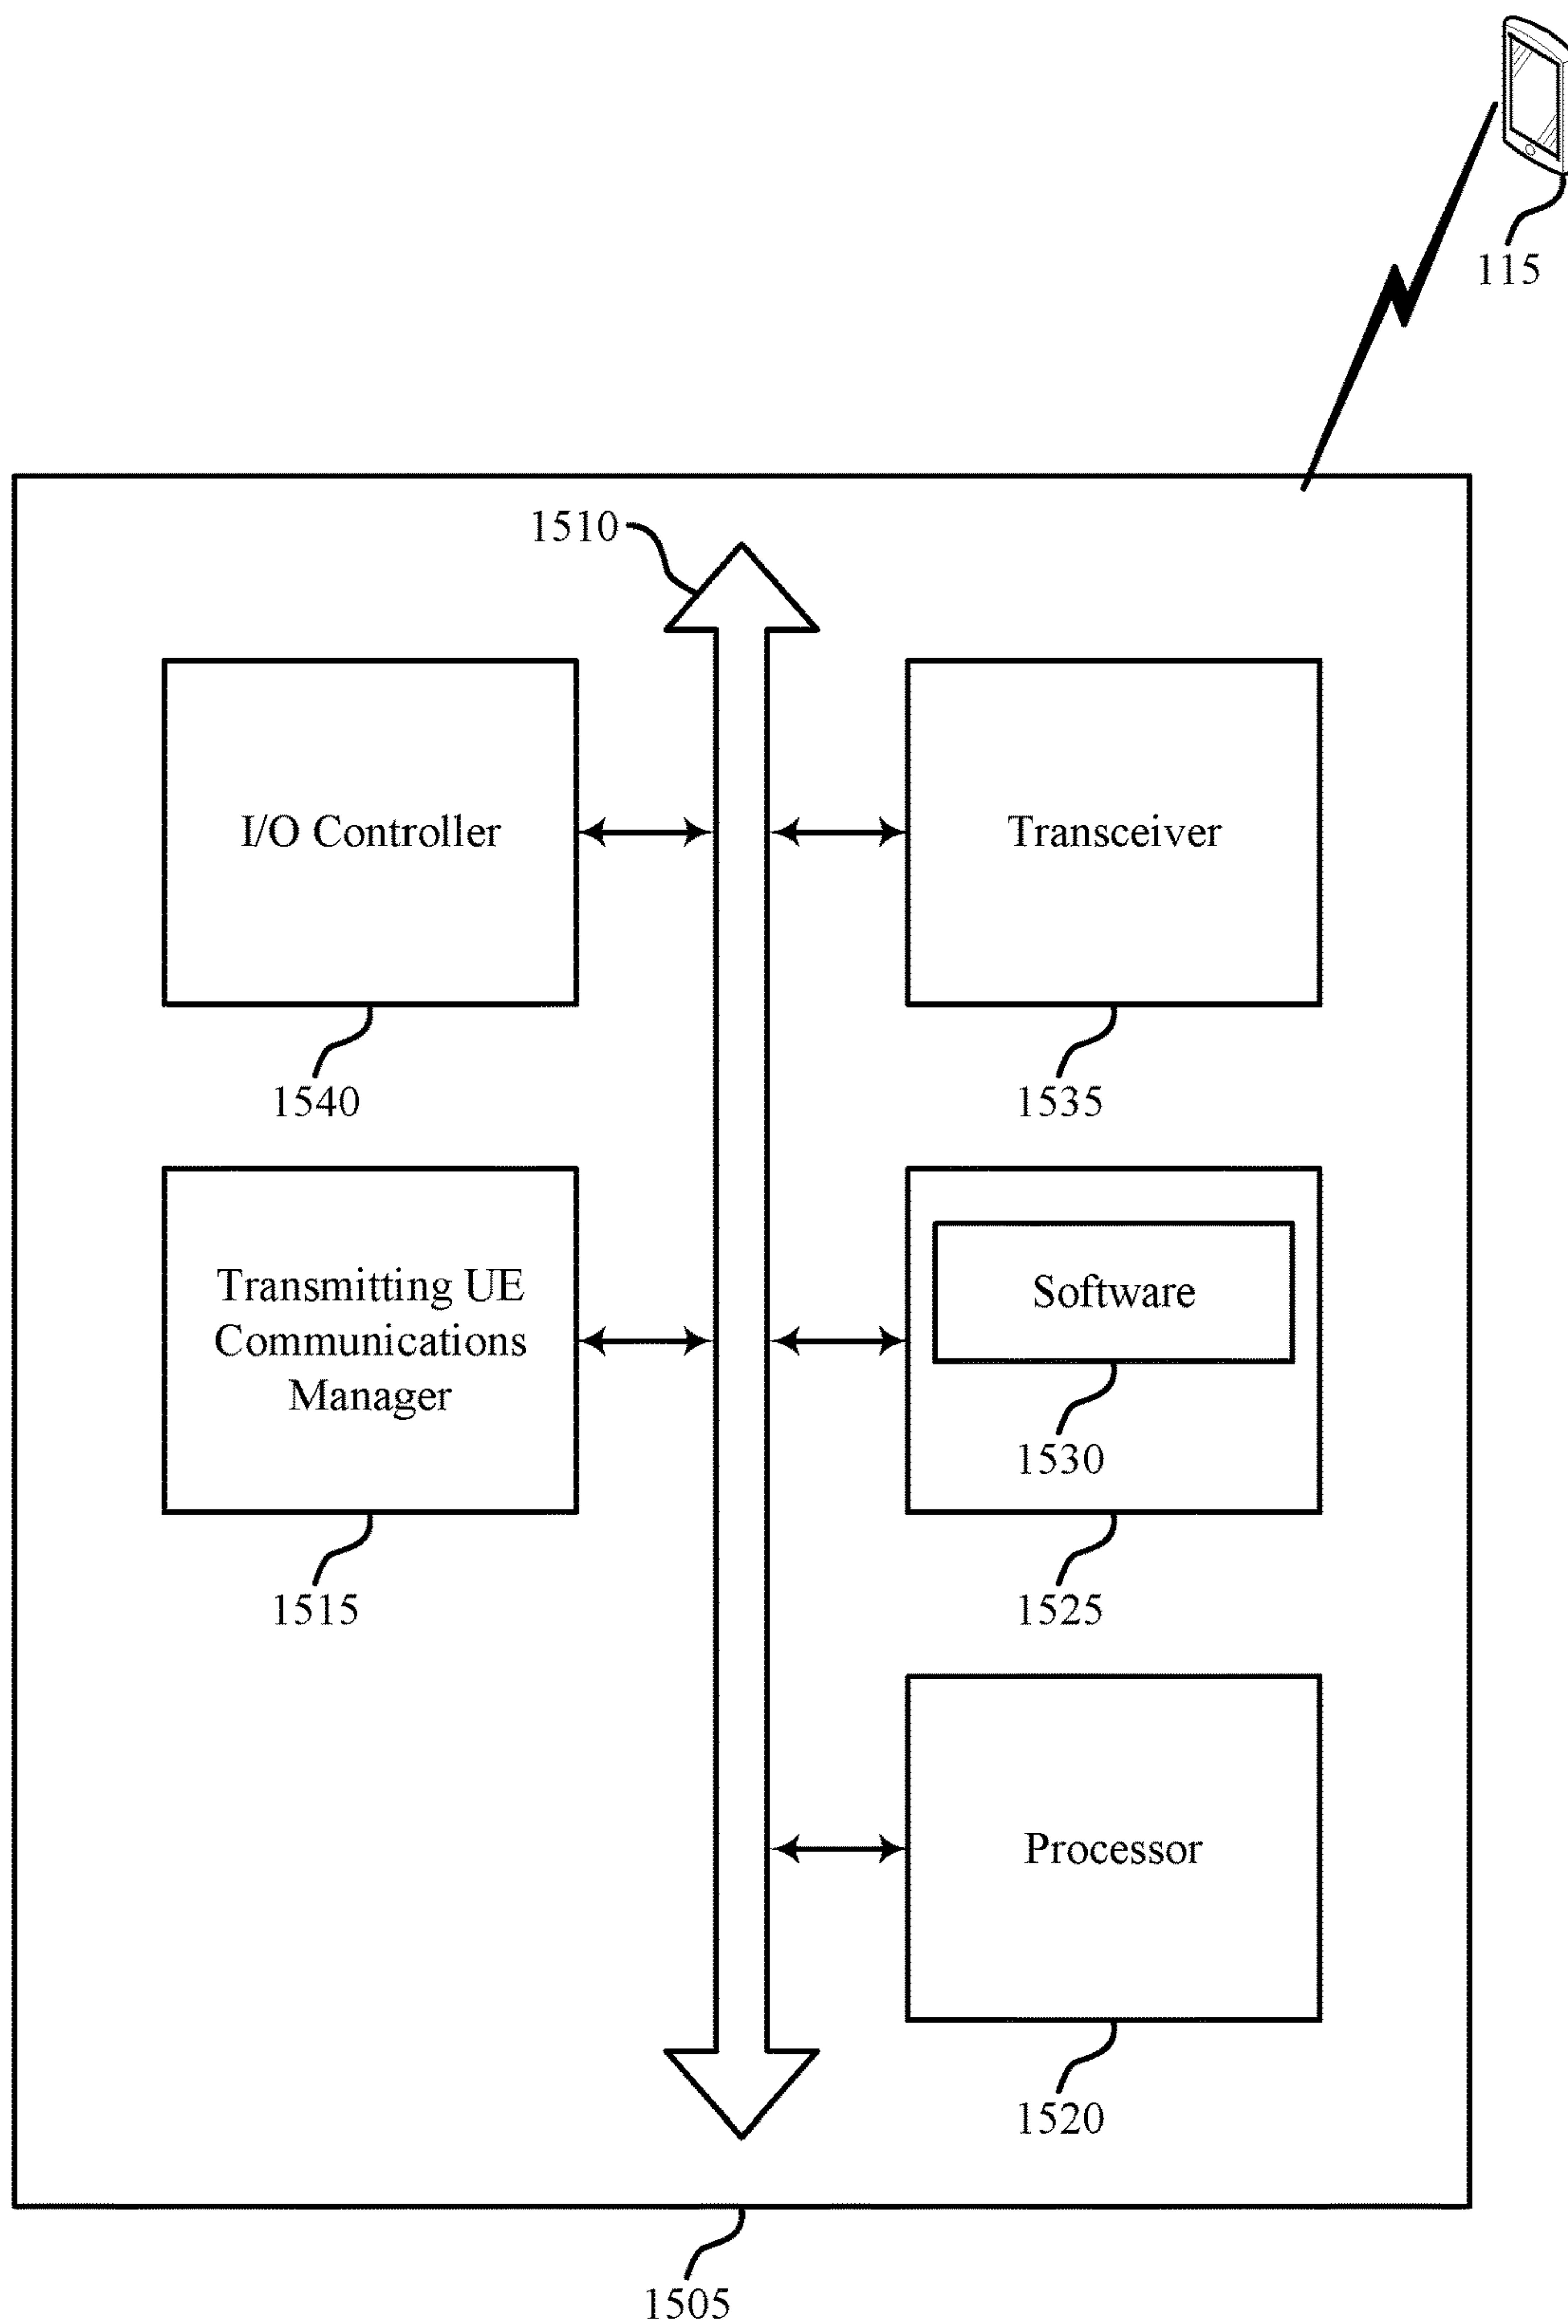 115
1510
I/O Controller
Transceiver
1540
1535
Transmitting UE
Communications
Manager
Software
1530
1515
1525
Processor
1520
1505